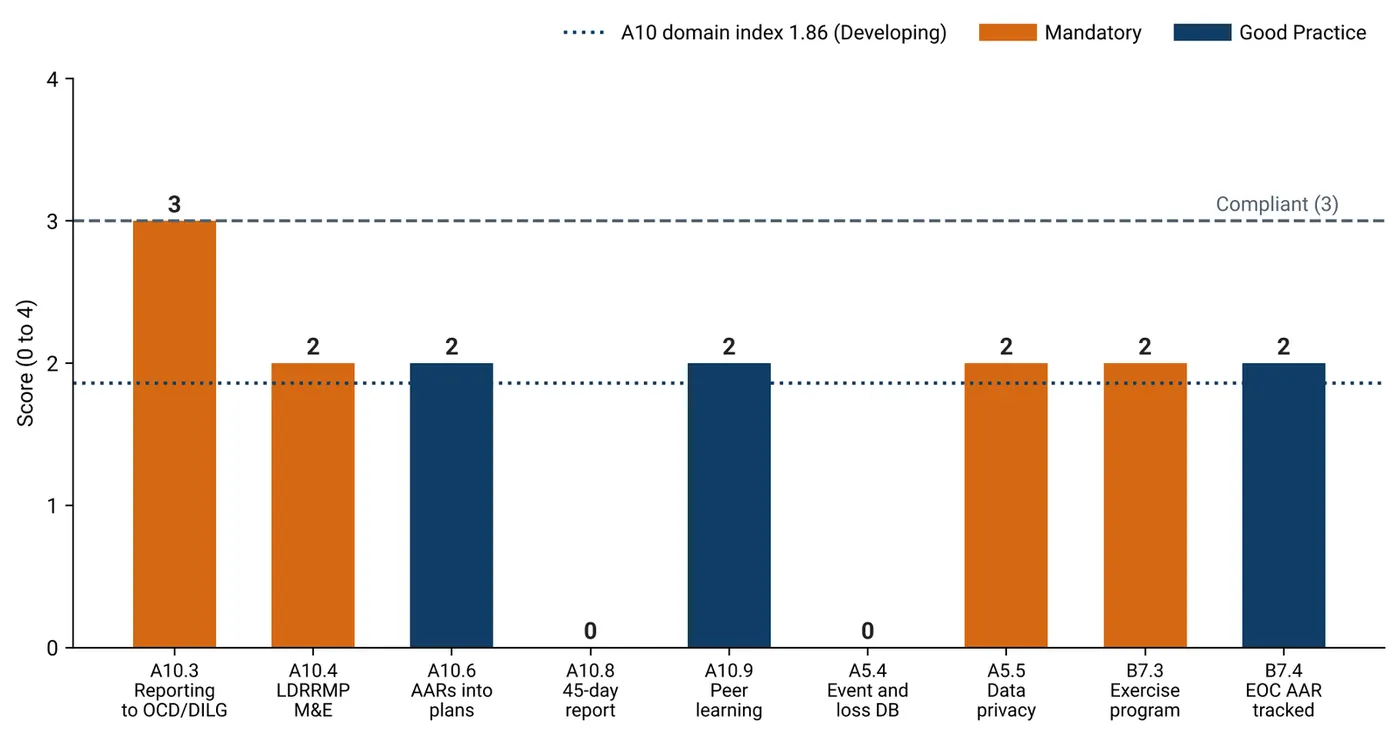 A10 domain index 1.86 (Developing)
Mandatory
Good Practice
Score (0 to 4)
4
3
2
1
0
Compliant (3)
3
2
2
0
2
0
2
2
2
A10.3
Reporting
to OCD/DILG
A10.4
LDRRMP
M&E
A10.6
AARs into
plans
A10.8
45-day
report
A10.9
Peer
learning
A5.4
Event and
loss DB
A5.5
Data
privacy
B7.3
Exercise
program
B7.4
EOC AAR
tracked